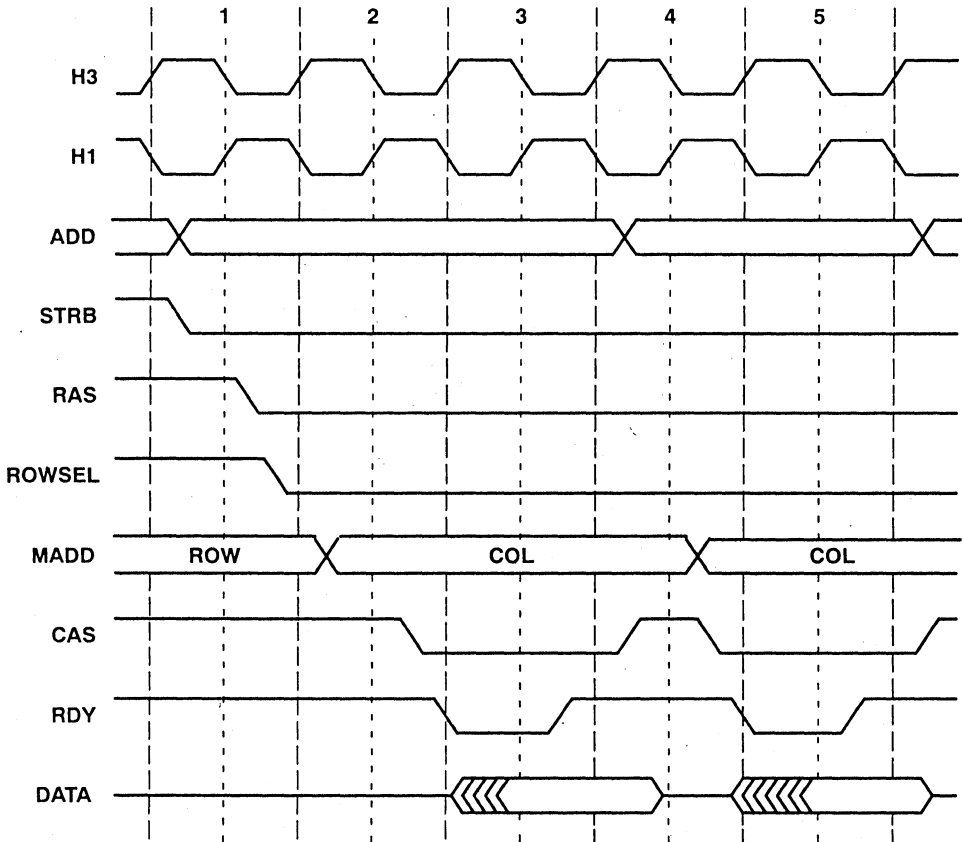 1 2 3 4 5
H3
H1
ADD
STRB
RAS
ROWSEL
MADD ROW COL COL
CAS
RDY
DATA